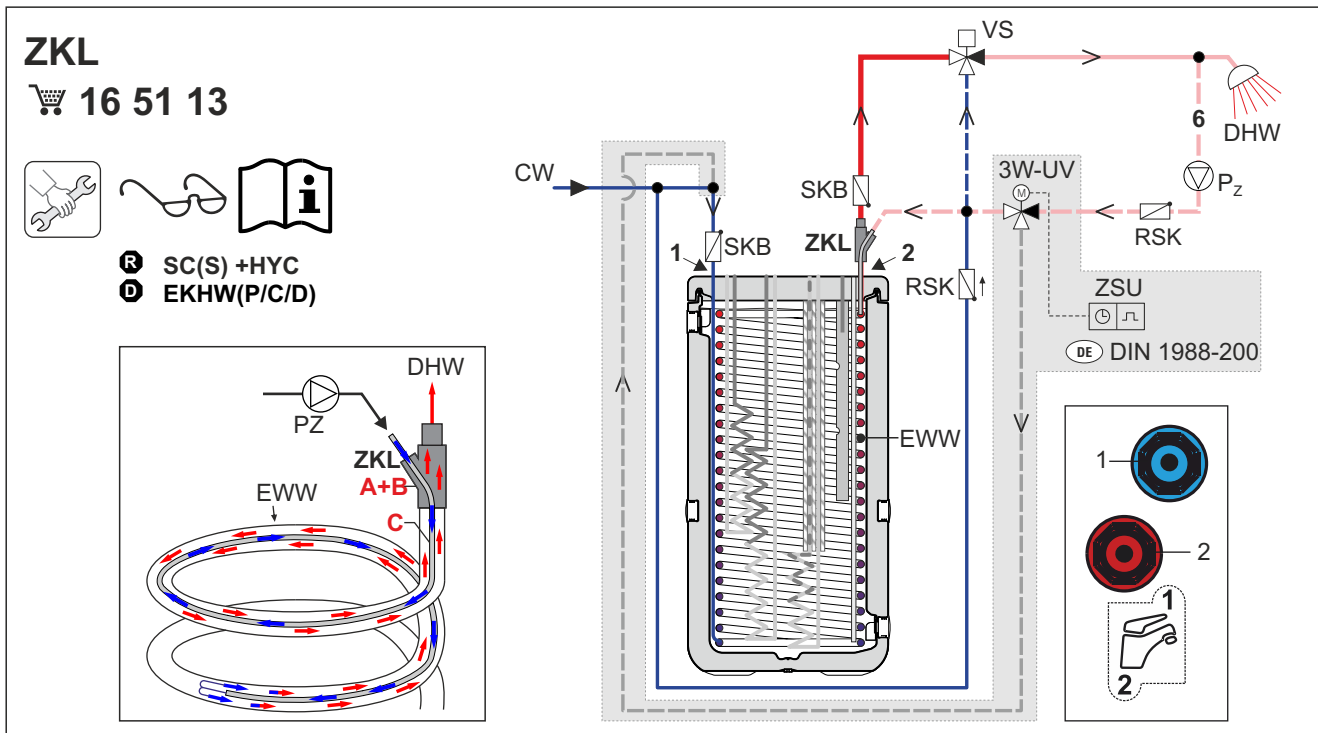 ZKL
16 51 13
i
R SC(S) +HYC
D EKHW(P/C/D)
DHW
PZ
ZKL
A+B
EWW
C
VS
6
DHW
CW
3W-UV
M
Pz
SKB
RSK
1
SKB
ZKL
2
RSK
ZSU
DE DIN 1988-200
EWW
1
2
1
2